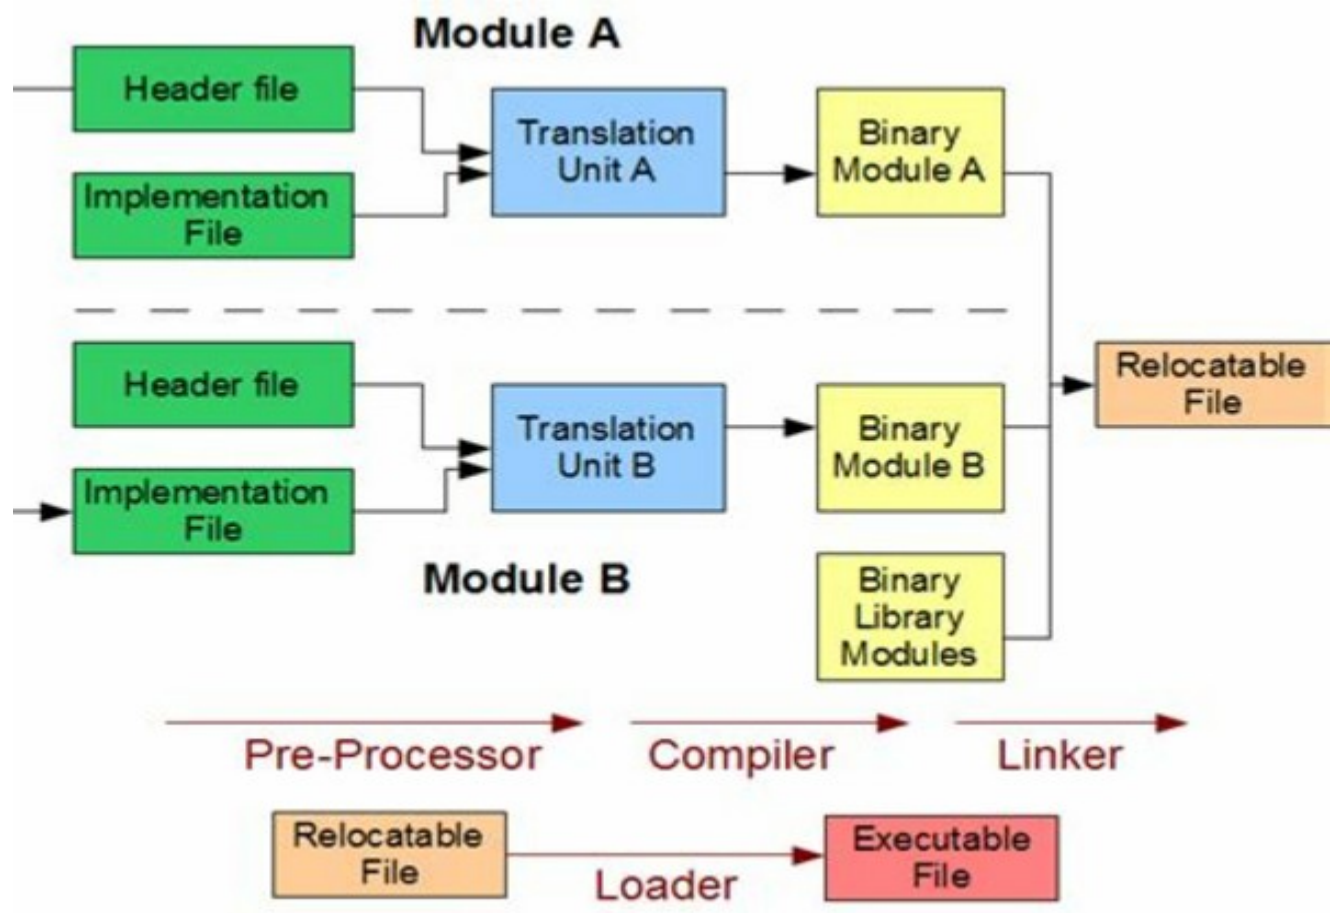 Module A
Header file
Implementation
File
Translation
Unit A
Binary
Module A
Header file
Implementation
File
Translation
Unit B
Binary
Module B
Relocatable
File
Module B
Binary
Library
Modules
Pre-Processor
Compiler
Linker
Relocatable
File
Loader
Executable
File